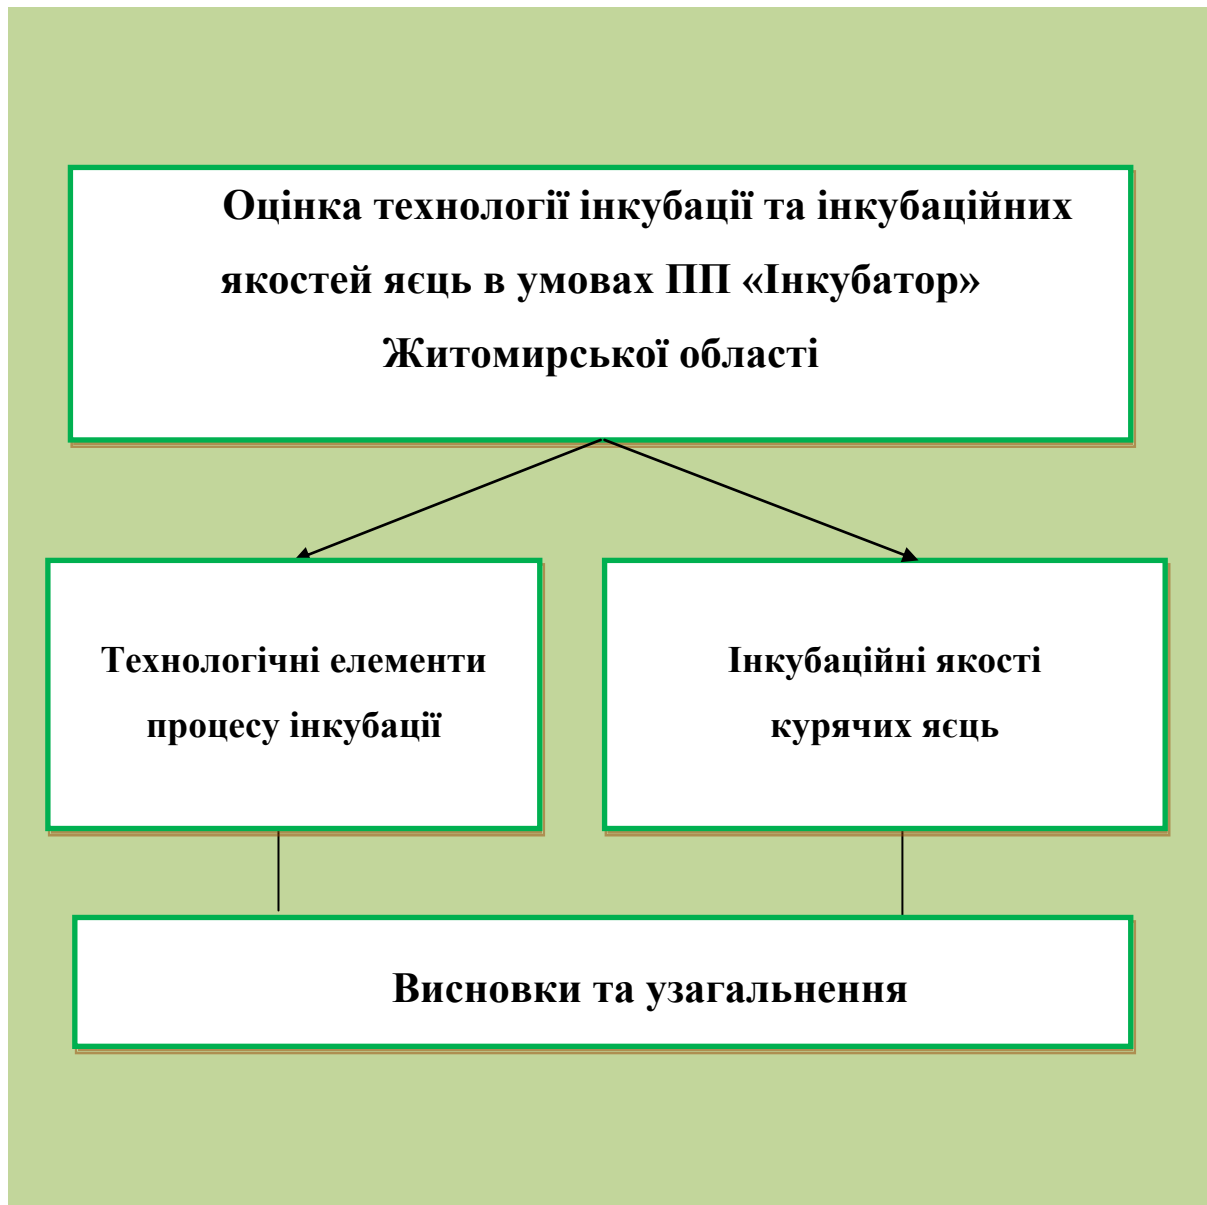 Оцінка технології інкубації та інкубаційних
якостей яєць в умовах ПП «Інкубатор»
Житомирської області
Технологічні елементи
процесу інкубації
Інкубаційні якості
курячих яєць
Висновки та узагальнення